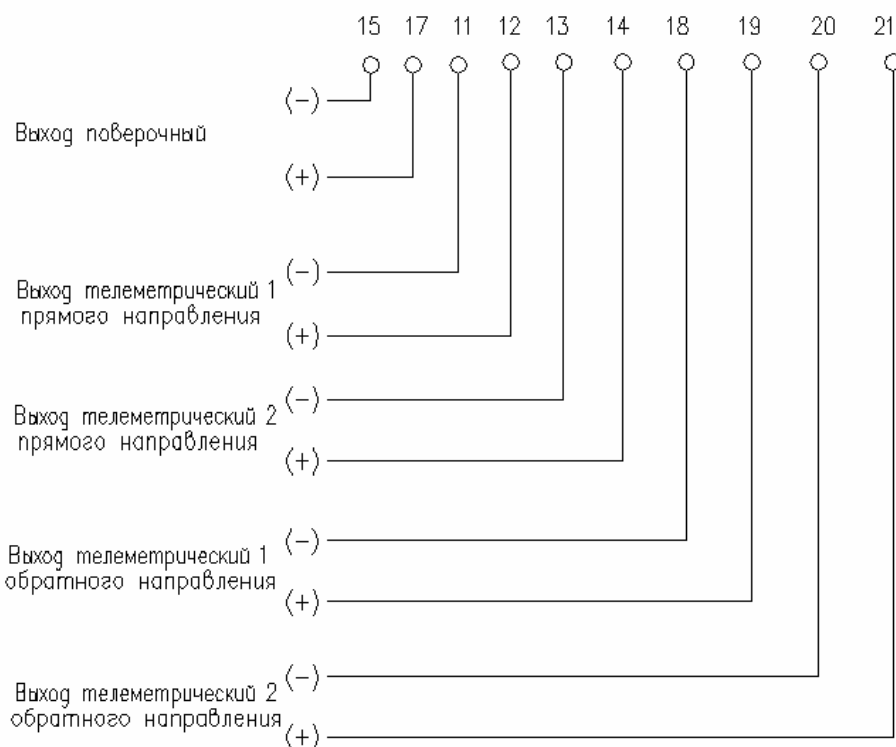 15 17 11 12 13 14 18 19 20 21
(-)
Выход поверочный
(+)
(-)
Выход телеметрический 1
прямого направления
(+)
(-)
Выход телеметрический 2
прямого направления
(+)
(-)
Выход телеметрический 1
обратного направления
(+)
(-)
Выход телеметрический 2
обратного направления
(+)